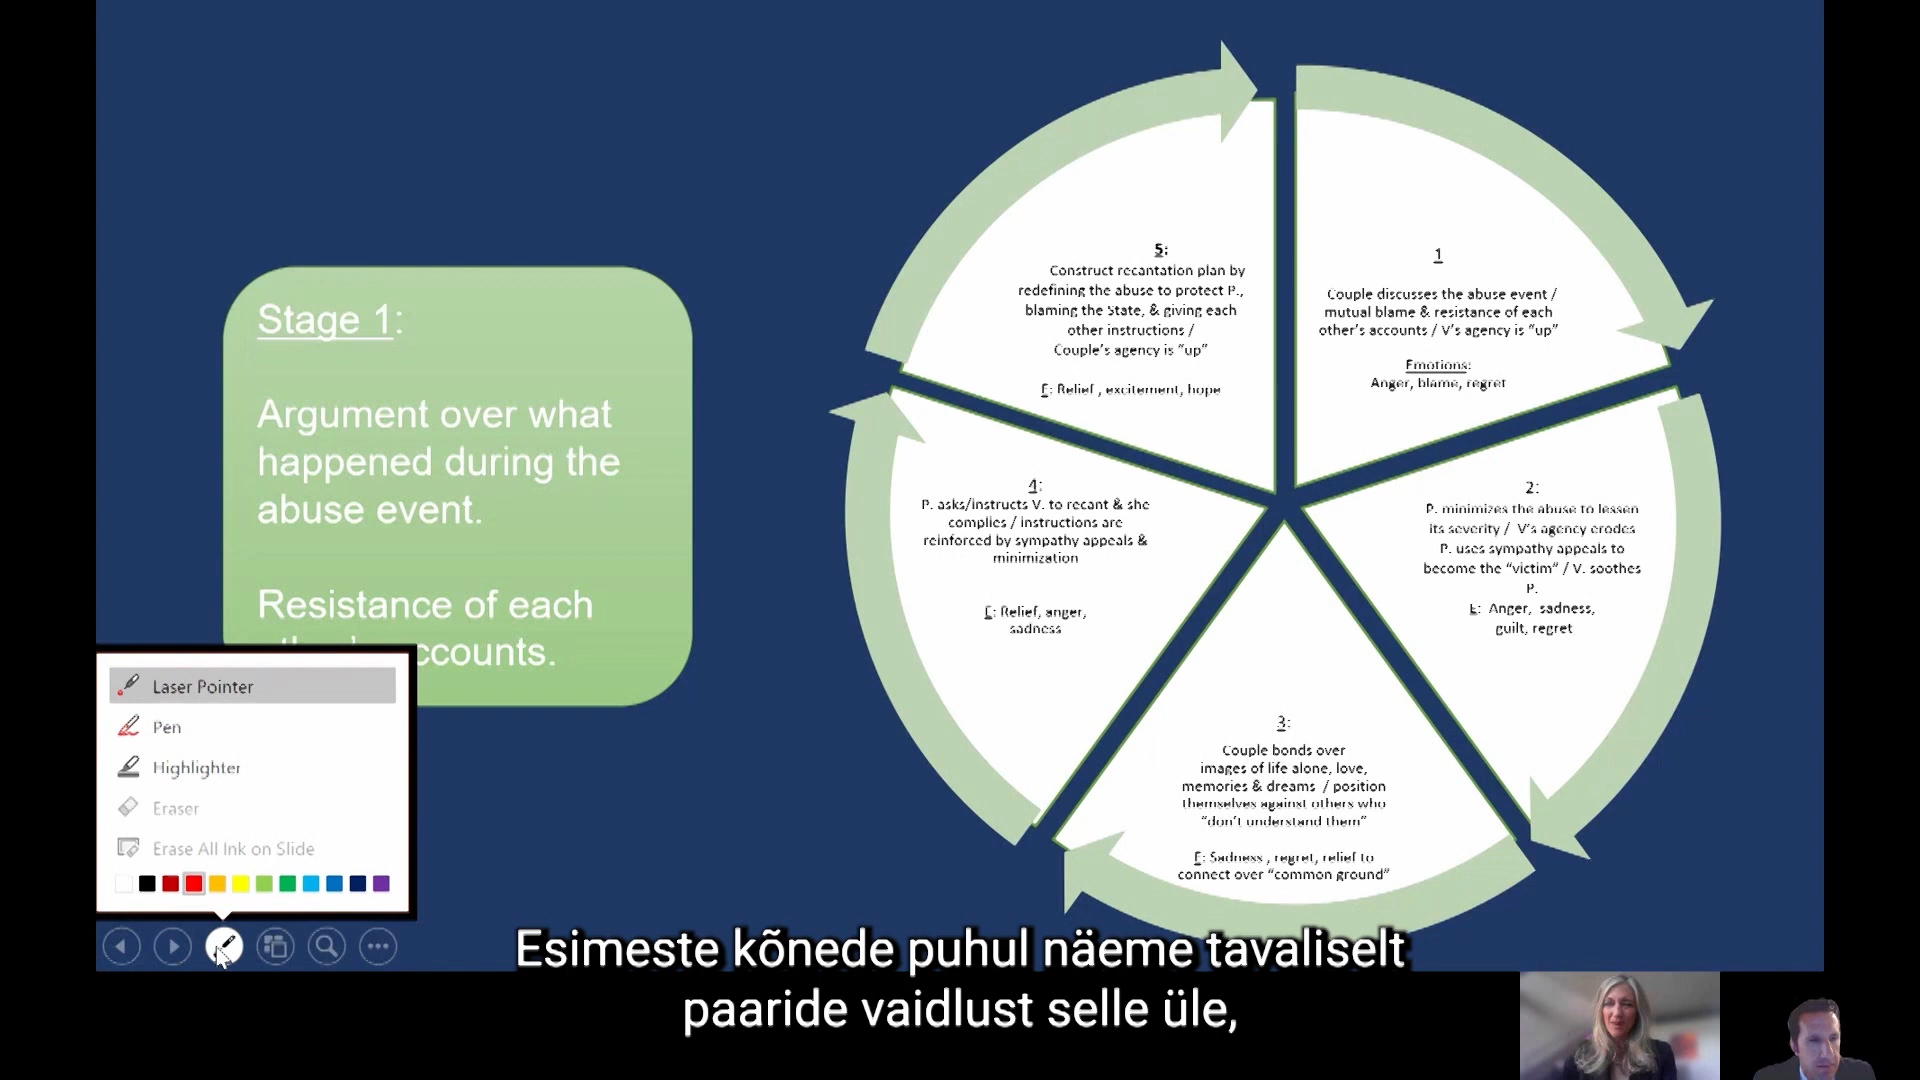 Stage 1:
Argument over what
happened during the
abuse event.
Resistance of each
accounts.
Laser Pointer
Pen
Highlighter
Eraser
Erase All Ink on Slide
5:
Construct recantation plan by
redefining the abuse to protect P.,
blaming the State, & giving each
other instructions /
Couple's agency is "up"
E: Relief , excitement, hope
1
Couple discusses the abuse event /
mutual blame & resistance of each
other's accounts / V's agency is "up"
Emotions:
Anger, blame, regret
4:
P. asks/instructs V. to recant & she
complies / instructions are
reinforced by sympathy appeals &
minimization
E: Relief, anger,
sadness
2:
P. minimizes the abuse to lessen
its severity / V's agency erodes
P. uses sympathy appeals to
become the "victim" / V. soothes
P.
E: Anger, sadness,
guilt, regret
3:
Couple bonds over
images of life alone, love,
memories & dreams / position
themselves against others who
"don't understand them"
E: Sadness , regret, relief to
connect over "common ground"
Esimeste kõnede puhul näeme tavaliselt
paaride vaidlust selle üle,